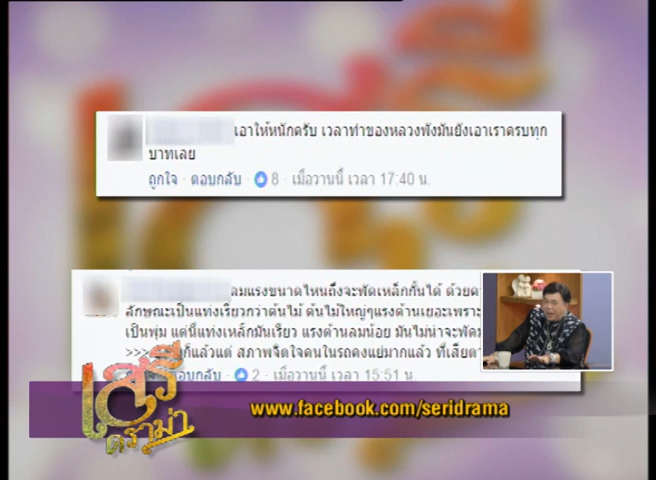 เอาให้หนักครับ เวลาทำของหลวงพังมันยังเอาเราครบทุก
บาทเลย
ถูกใจ · ตอบกลับ · 8 · เมื่อวานนี้ เวลา 17:40 น.
ลมแรงขนาดไหนถึงจะพัดเหล็กกั้นได้ ด้วย
ลักษณะเป็นแท่งเรียวกว่าต้นไม้ ต้นไม้ใหญ่ๆแรงต้านเยอะเพราะ
เป็นพุ่ม แต่นี้แท่งเหล็กมันเรียว แรงต้านลมน้อย มันไม่น่าจะพัด
>>> ก็แล้วแต่ สภาพจิตใจคนในรถคงแย่มากแล้ว ที่เสีย
ตอบกลับ · 2 · เมื่อวานนี้ เวลา 15:51 น.
เสรี
ดราม่า
www.facebook.com/seridrama